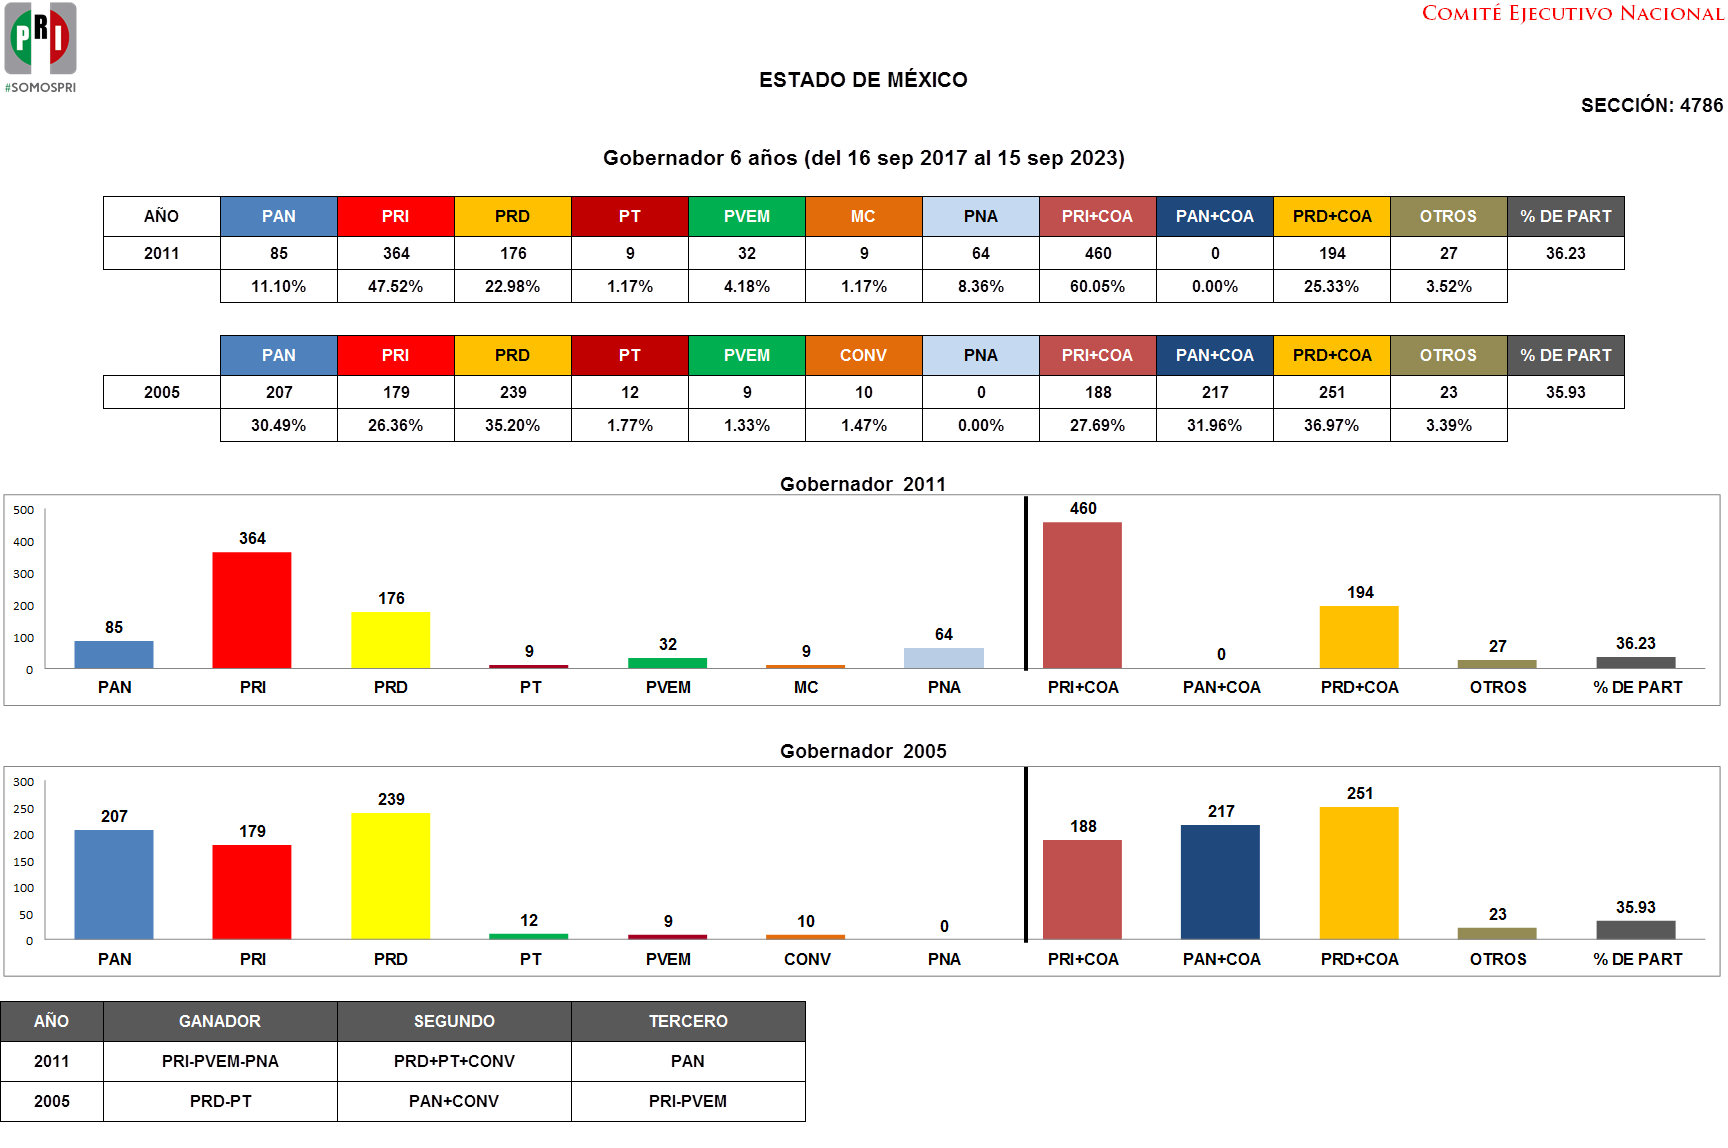 PRI
#SOMOSPRI
COMITÉ EJECUTIVO NACIONAL
ESTADO DE MÉXICO
SECCIÓN: 4786
Gobernador 6 años (del 16 sep 2017 al 15 sep 2023)
AÑO PAN PRI PRD PT PVEM MC PNA PRI+COA PAN+COA PRD+COA OTROS % DE PART
2011 85 364 176 9 32 9 64 460 0 194 27 36.23
11.10% 47.52% 22.98% 1.17% 4.18% 1.17% 8.36% 60.05% 0.00% 25.33% 3.52%
PAN PRI PRD PT PVEM CONV PNA PRI+COA PAN+COA PRD+COA OTROS % DE PART
2005 207 179 239 12 9 10 0 188 217 251 23 35.93
30.49% 26.36% 35.20% 1.77% 1.33% 1.47% 0.00% 27.69% 31.96% 36.97% 3.39%
Gobernador 2011
500
400
300
200
100
0
85 364 176 9 32 9 64 460 0 194 27 36.23
PAN PRI PRD PT PVEM MC PNA PRI+COA PAN+COA PRD+COA OTROS % DE PART
Gobernador 2005
300
250
200
150
100
50
0
207 179 239 12 9 10 0 188 217 251 23 35.93
PAN PRI PRD PT PVEM CONV PNA PRI+COA PAN+COA PRD+COA OTROS % DE PART
AÑO GANADOR SEGUNDO TERCERO
2011 PRI-PVEM-PNA PRD+PT+CONV PAN
2005 PRD-PT PAN+CONV PRI-PVEM